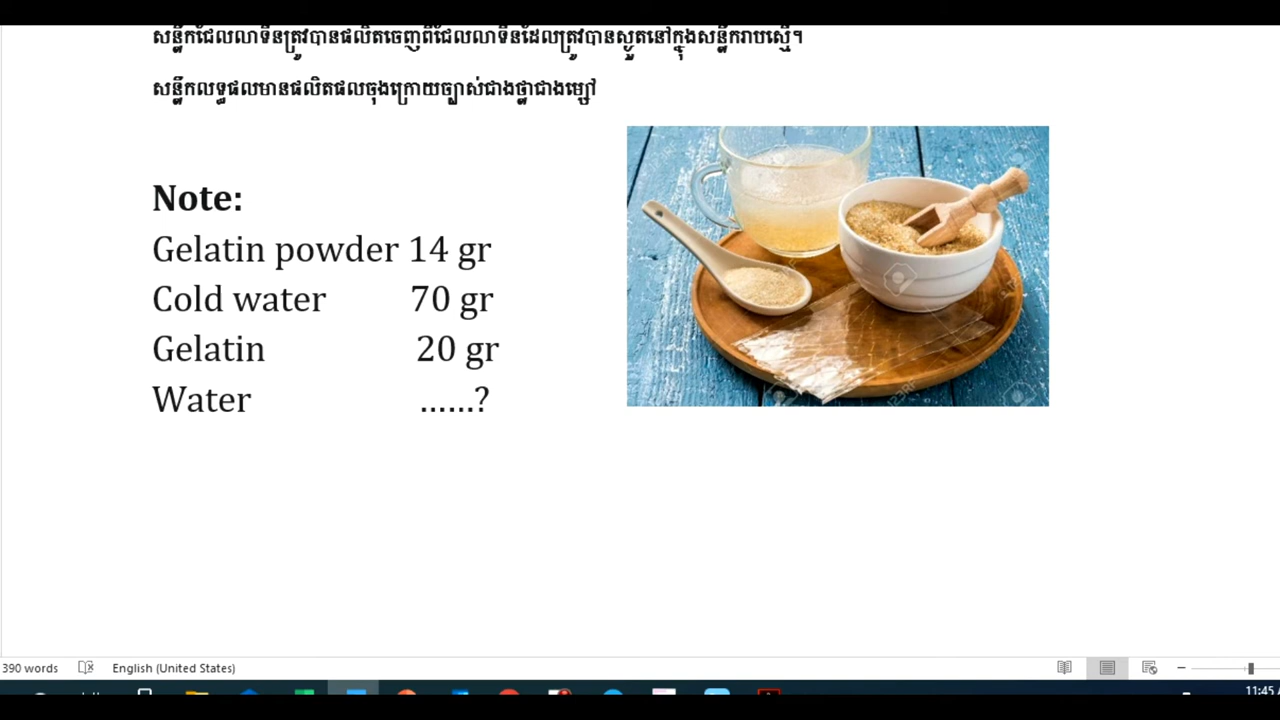 សន្លឹកជែលលាទីនត្រូវបានផលិតចេញពីជែលលាទីនដែលត្រូវបានស្ងួតនៅក្នុងសន្លឹករាបស្មើ។
សន្លឹកលទ្ធផលមានផលិតផលចុងក្រោយច្បាស់ជាងថ្លាជាងម្សៅ
Note:
Gelatin powder 14 gr
Cold water 70 gr
Gelatin 20 gr
Water ......?
390 words English (United States)
11:45